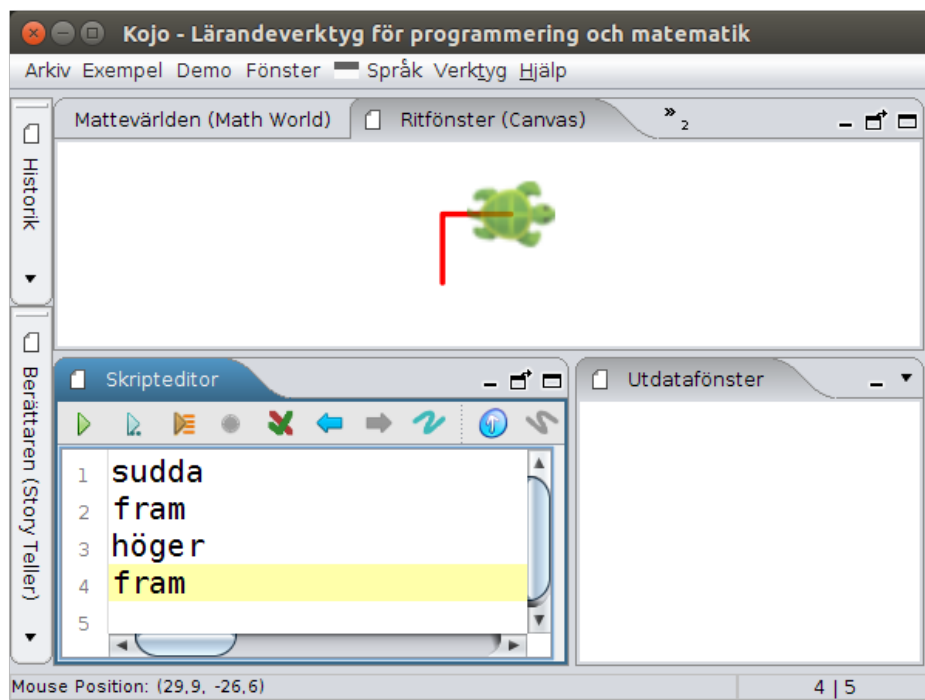 Kojo - Lärandeverktyg för programmering och matematik
Arkiv Exempel Demo Fönster Språk Verktyg Hjälp
Mattevärlden (Math World) Ritfönster (Canvas) » 2
Historik
Berättaren (Story Teller)
Skripteditor
Utdatafönster
1 sudda
2 fram
3 höger
4 fram
5
Mouse Position: (29,9, -26,6) 4 | 5